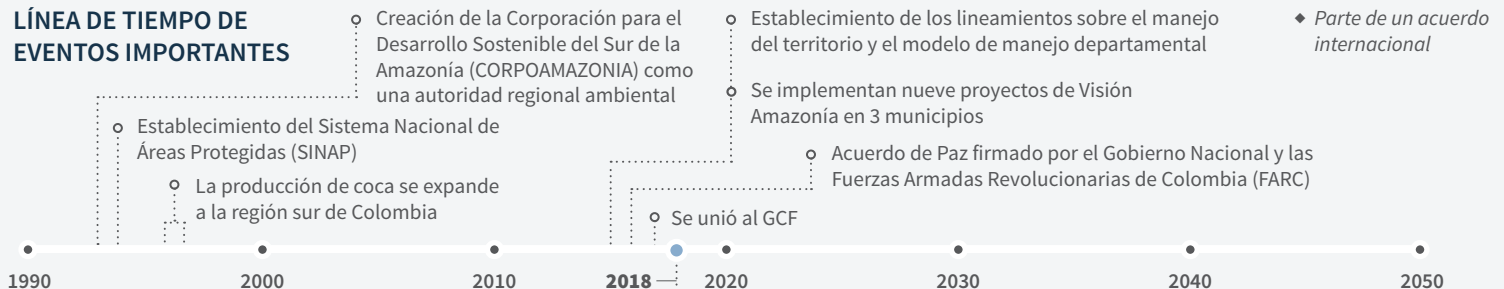 LÍNEA DE TIEMPO DE
EVENTOS IMPORTANTES
Creación de la Corporación para el
Desarrollo Sostenible del Sur de la
Amazonía (CORPOAMAZONIA) como
una autoridad regional ambiental
Establecimiento del Sistema Nacional de
Áreas Protegidas (SINAP)
La producción de coca se expande
a la región sur de Colombia
Establecimiento de los lineamientos sobre el manejo
del territorio y el modelo de manejo departamental
Se implementan nueve proyectos de Visión
Amazonía en 3 municipios
Acuerdo de Paz firmado por el Gobierno Nacional y las
Fuerzas Armadas Revolucionarias de Colombia (FARC)
Se unió al GCF
Parte de un acuerdo
internacional
1990 2000 2010 2018 2020 2030 2040 2050